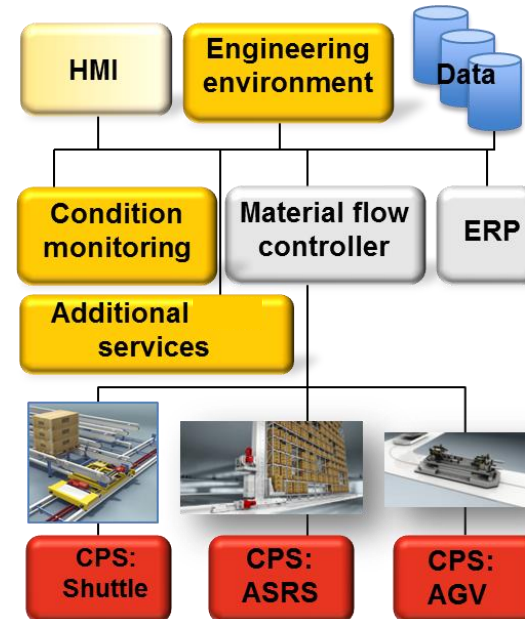 HMI
Engineering
environment
Data
Condition
monitoring
Material flow
controller
ERP
Additional
services
CPS:
Shuttle
CPS:
ASRS
CPS:
AGV